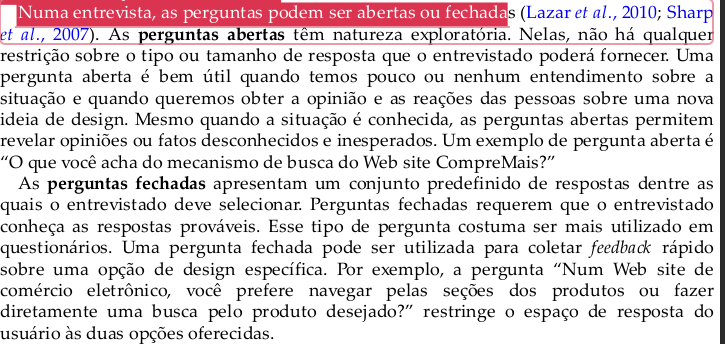 Numa entrevista, as perguntas podem ser abertas ou fechadas (Lazar et al., 2010; Sharp
et al., 2007). As perguntas abertas têm natureza exploratória. Nelas, não há qualquer
restrição sobre o tipo ou tamanho de resposta que o entrevistado poderá fornecer. Uma
pergunta aberta é bem útil quando temos pouco ou nenhum entendimento sobre a
situação e quando queremos obter a opinião e as reações das pessoas sobre uma nova
ideia de design. Mesmo quando a situação é conhecida, as perguntas abertas permitem
revelar opiniões ou fatos desconhecidos e inesperados. Um exemplo de pergunta aberta é
“O que você acha do mecanismo de busca do Web site CompreMais?”
As perguntas fechadas apresentam um conjunto predefinido de respostas dentre as
quais o entrevistado deve selecionar. Perguntas fechadas requerem que o entrevistado
conheça as respostas prováveis. Esse tipo de pergunta costuma ser mais utilizado em
questionários. Uma pergunta fechada pode ser utilizada para coletar feedback rápido
sobre uma opção de design específica. Por exemplo, a pergunta “Num Web site de
comércio eletrônico, você prefere navegar pelas seções dos produtos ou fazer
diretamente uma busca pelo produto desejado?” restringe o espaço de resposta do
usuário às duas opções oferecidas.